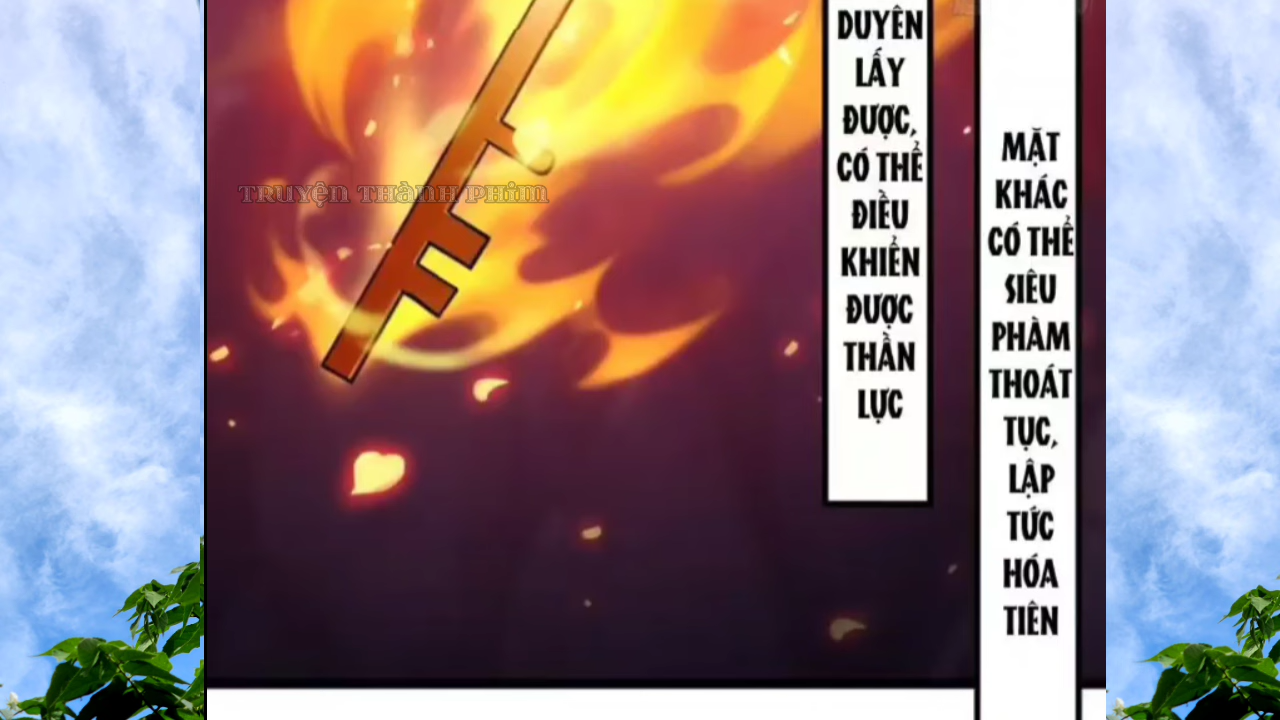 DUYÊN
LẤY
ĐƯỢC,
CÓ THỂ
ĐIỀU
KHIỂN
ĐƯỢC
THẦN
LỰC
MẶT
KHÁC
CÓ THỂ
SIÊU
PHÀM
THOÁT
TỤC,
LẬP
TỨC
HÓA
TIÊN
TRUYỆN THÀNH PHIM